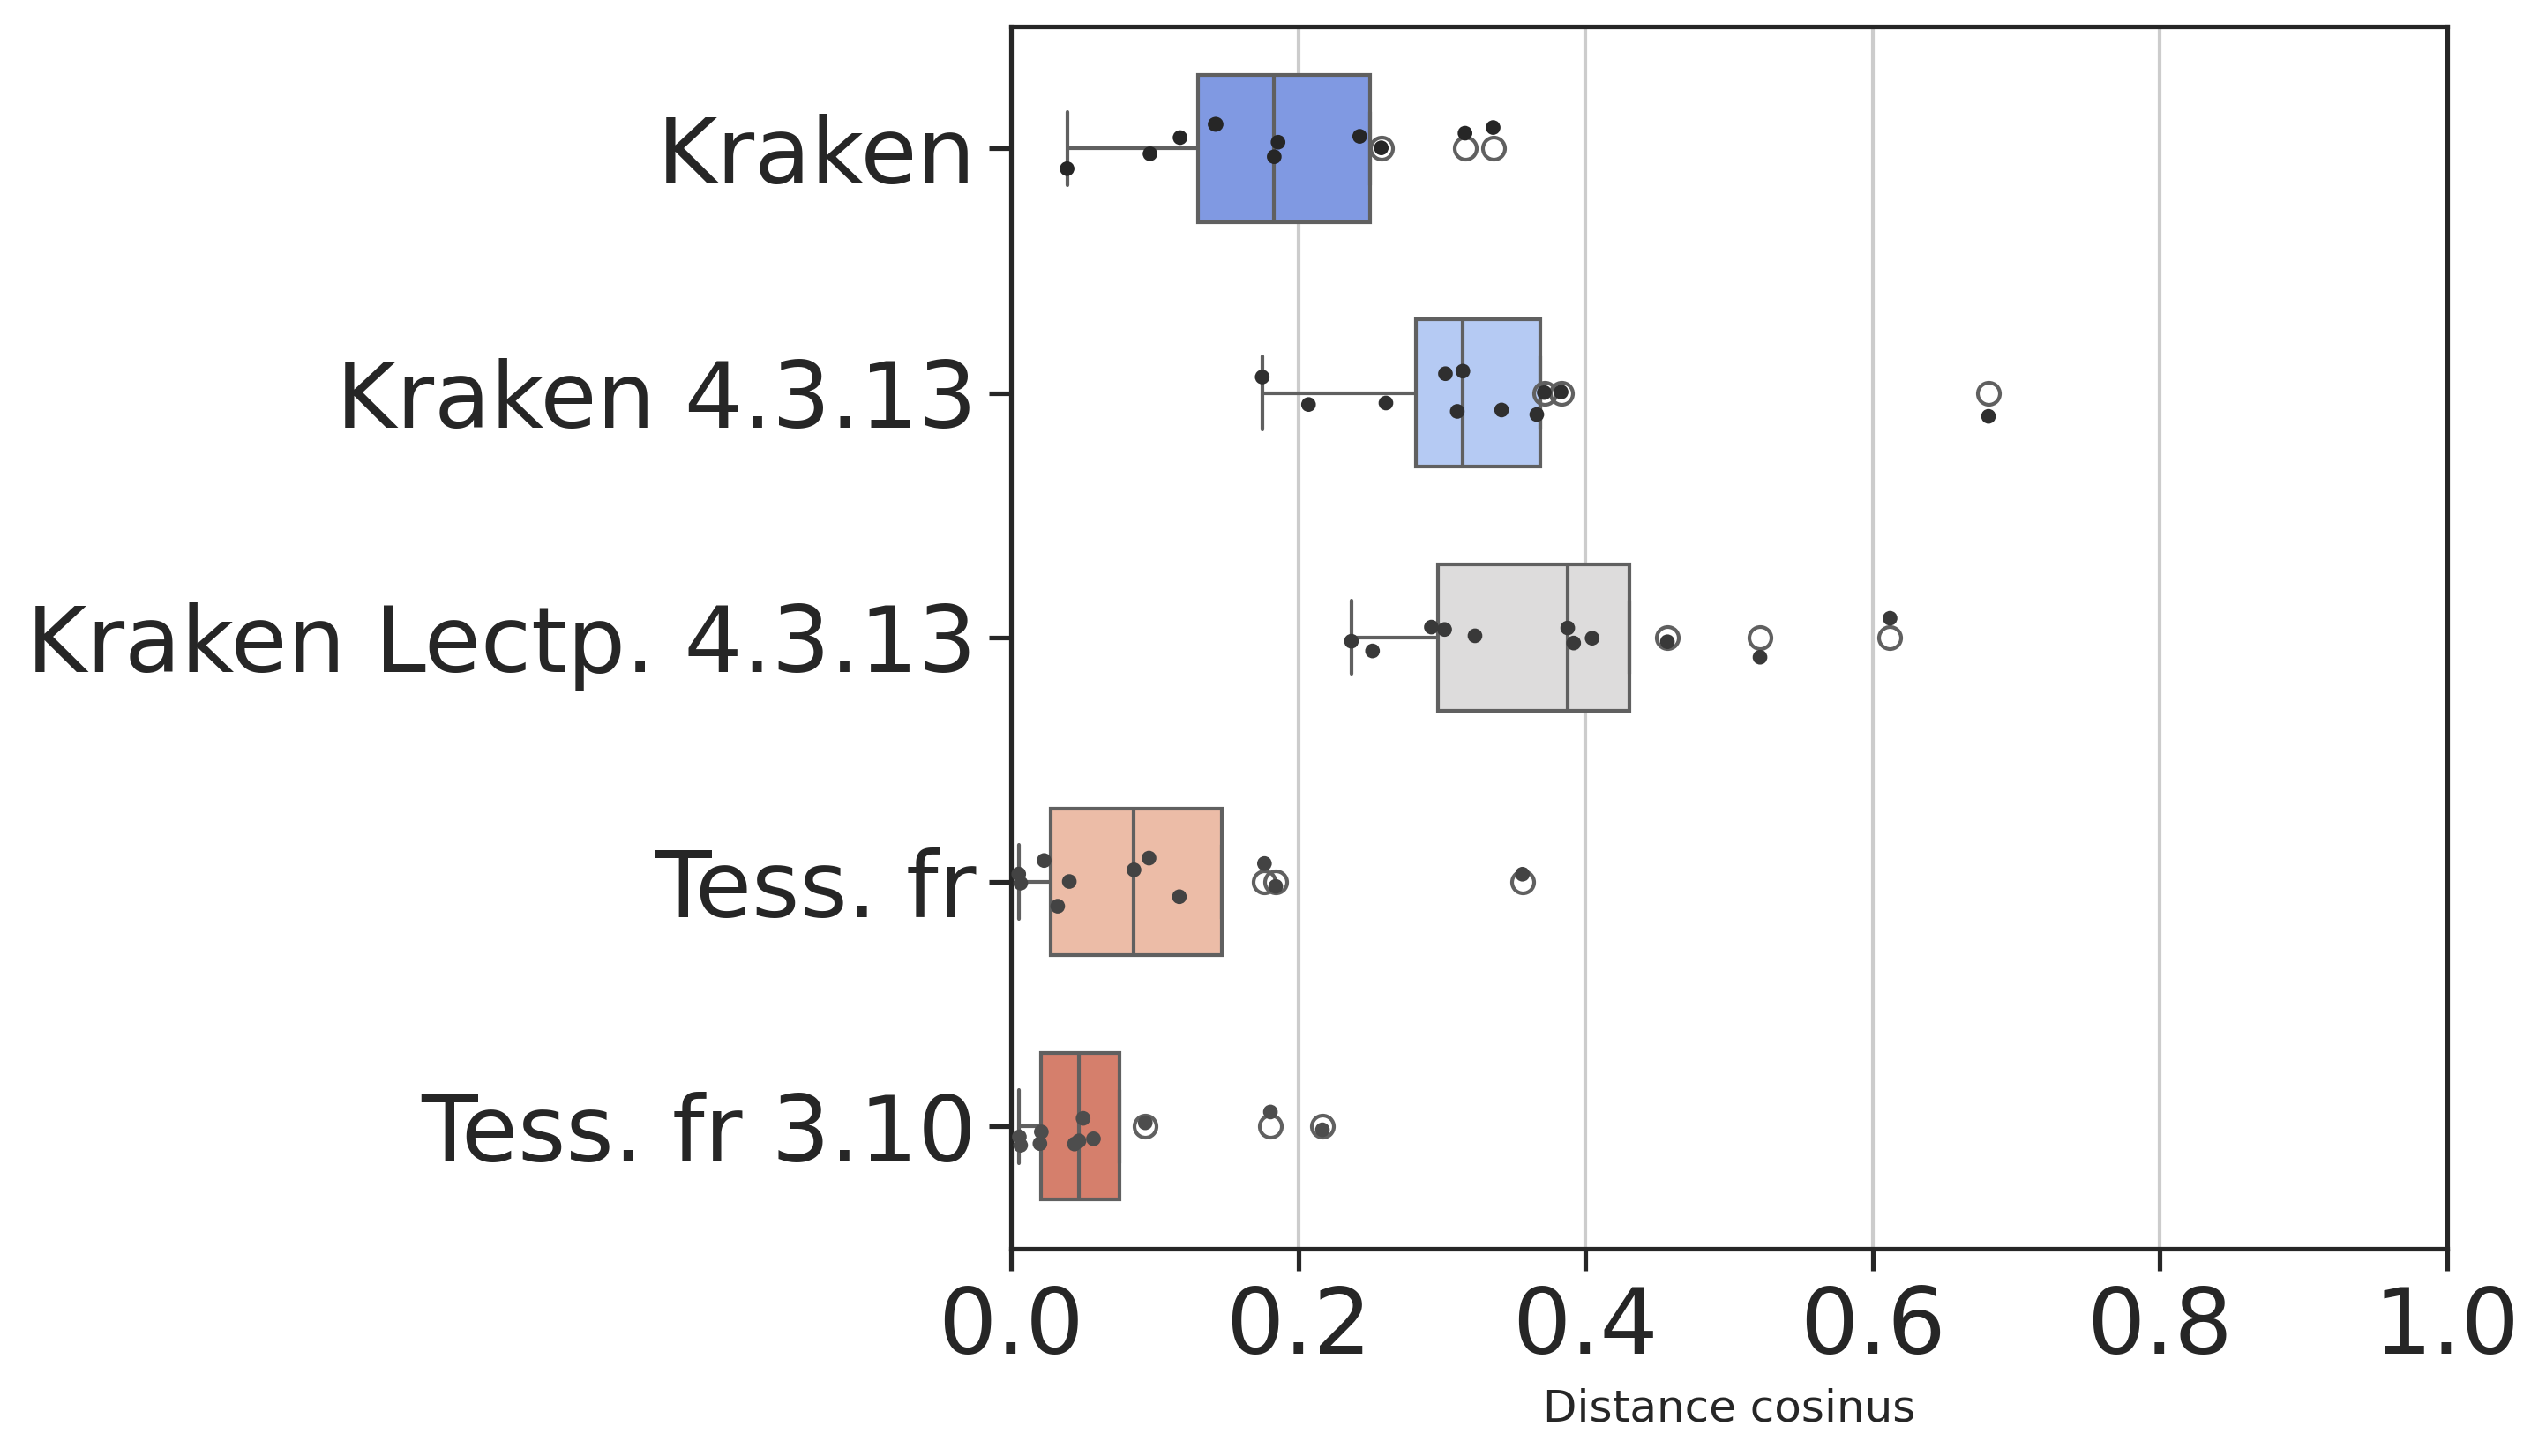 Kraken
Kraken 4.3.13
Kraken Lectp. 4.3.13
Tess. fr
Tess. fr 3.10
0.0 0.2 0.4 0.6 0.8 1.0
Distance cosinus